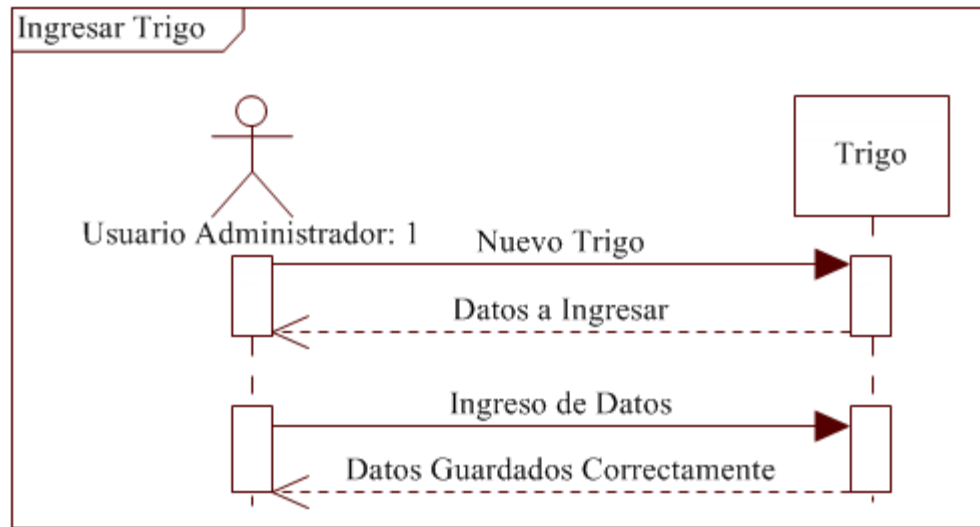 Ingresar Trigo
Trigo
Usuario Administrador: 1
Nuevo Trigo
Datos a Ingresar
Ingreso de Datos
Datos Guardados Correctamente